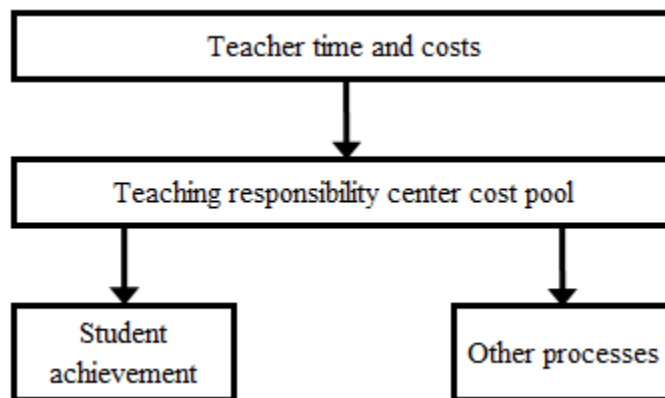 Teacher time and costs
Teaching responsibility center cost pool
Student
achievement
Other processes